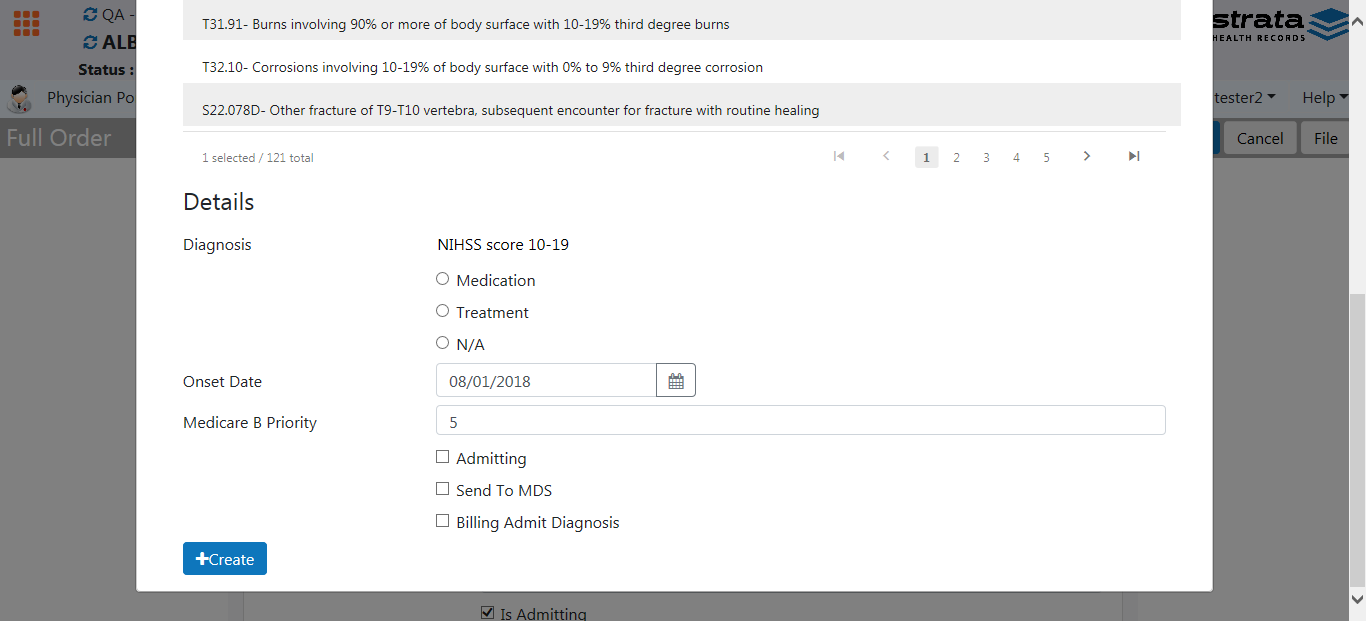 QA -
ALB
Status :
Physician Po
Full Order
strata
HEALTH RECORDS
tester2
Help
Cancel
File
T31.91- Burns involving 90% or more of body surface with 10-19% third degree burns
T32.10- Corrosions involving 10-19% of body surface with 0% to 9% third degree corrosion
S22.078D- Other fracture of T9-T10 vertebra, subsequent encounter for fracture with routine healing
1 selected / 121 total
1 2 3 4 5
Details
Diagnosis NIHSS score 10-19
Medication
Treatment
N/A
Onset Date 08/01/2018
Medicare B Priority 5
Admitting
Send To MDS
Billing Admit Diagnosis
Create
Is Admitting